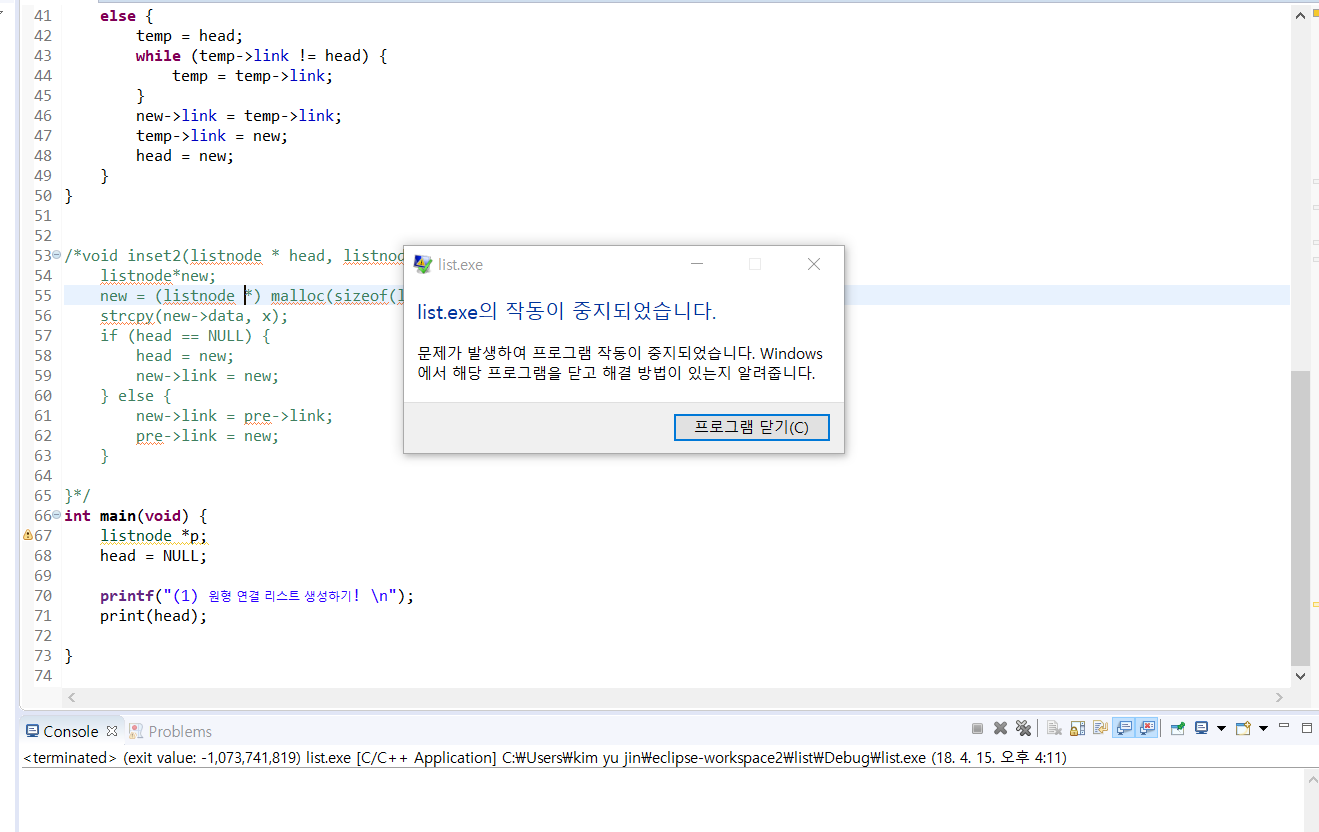 41 else {
42 temp = head;
43 while (temp->link != head) {
44 temp = temp->link;
45 }
46 new->link = temp->link;
47 temp->link = new;
48 head = new;
49 }
50 }
51
52
53 /*void inset2(listnode * head, listnod
54 listnode*new;
55 new = (listnode *) malloc(sizeof(l
56 strcpy(new->data, x);
57 if (head == NULL) {
58 head = new;
59 new->link = new;
60 } else {
61 new->link = pre->link;
62 pre->link = new;
63 }
64
65 }*/
66 int main(void) {
67 listnode *p;
68 head = NULL;
69
70 printf("(1) 원형 연결 리스트 생성하기! \n");
71 print(head);
72
73 }
74
list.exe
list.exe의 작동이 중지되었습니다.
문제가 발생하여 프로그램 작동이 중지되었습니다. Windows
에서 해당 프로그램을 닫고 해결 방법이 있는지 알려줍니다.
프로그램 닫기(C)
Console Problems
<terminated> (exit value: -1,073,741,819) list.exe [C/C++ Application] C:₩Users₩kim yu jin₩eclipse-workspace2₩list₩Debug₩list.exe (18. 4. 15. 오후 4:11)